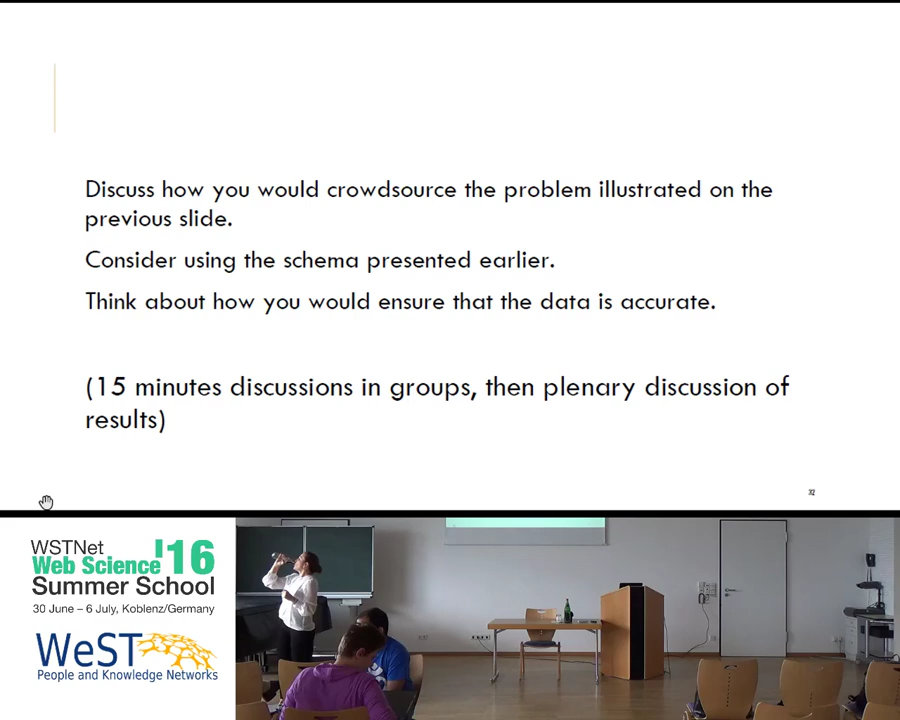 Discuss how you would crowdsource the problem illustrated on the
previous slide.
Consider using the schema presented earlier.
Think about how you would ensure that the data is accurate.
(15 minutes discussions in groups, then plenary discussion of
results)
32
WSTNet
Web Science '16
Summer School
30 June – 6 July, Koblenz/Germany
WeST
People and Knowledge Networks